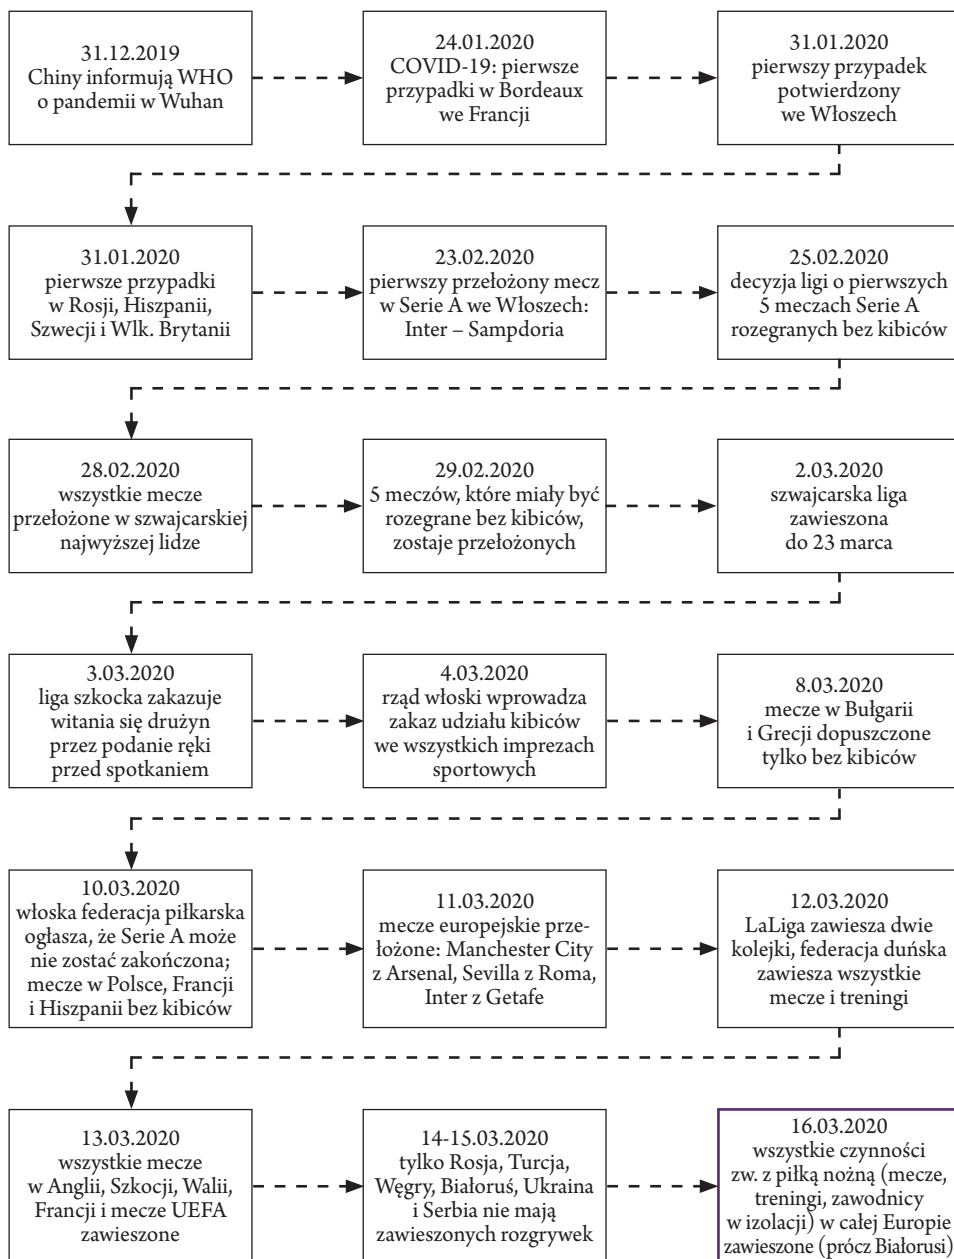 31.12.2019
Chiny informują WHO
o pandemii w Wuhan
24.01.2020
COVID-19: pierwsze
przypadki w Bordeaux
we Francji
31.01.2020
pierwszy przypadek
potwierdzony
we Włoszech
31.01.2020
pierwsze przypadki
w Rosji, Hiszpanii,
Szwecji i Wlk. Brytanii
23.02.2020
pierwszy przełożony mecz
w Serie A we Włoszech:
Inter – Sampdoria
25.02.2020
decyzja ligi o pierwszych
5 meczach Serie A
rozegranych bez kibiców
28.02.2020
wszystkie mecze
przełożone w szwajcarskiej
najwyższej lidze
29.02.2020
5 meczów, które miały być
rozegrane bez kibiców,
zostaje przełożonych
2.03.2020
szwajcarska liga
zawieszona
do 23 marca
3.03.2020
liga szkocka zakazuje
witania się drużyn
przez podanie ręki
przed spotkaniem
4.03.2020
rząd włoski wprowadza
zakaz udziału kibiców
we wszystkich imprezach
sportowych
8.03.2020
mecze w Bułgarii
i Grecji dopuszczone
tylko bez kibiców
10.03.2020
włoska federacja piłkarska
ogłasza, że Serie A może
nie zostać zakończona;
mecze w Polsce, Francji
i Hiszpanii bez kibiców
11.03.2020
mecze europejskie prze-
łożone: Manchester City
z Arsenal, Sevilla z Roma,
Inter z Getafe
12.03.2020
LaLiga zawiesza dwie
kolejki, federacja duńska
zawiesza wszystkie
mecze i treningi
13.03.2020
wszystkie mecze
w Anglii, Szkocji, Walii,
Francji i mecze UEFA
zawieszone
14-15.03.2020
tylko Rosja, Turcja,
Węgry, Białoruś, Ukraina
i Serbia nie mają
zawieszonych rozgrywek
16.03.2020
wszystkie czynności
zw. z piłką nożną (mecze,
treningi, zawodnicy
w izolacji) w całej Europie
zawieszone (prócz Białorusi)